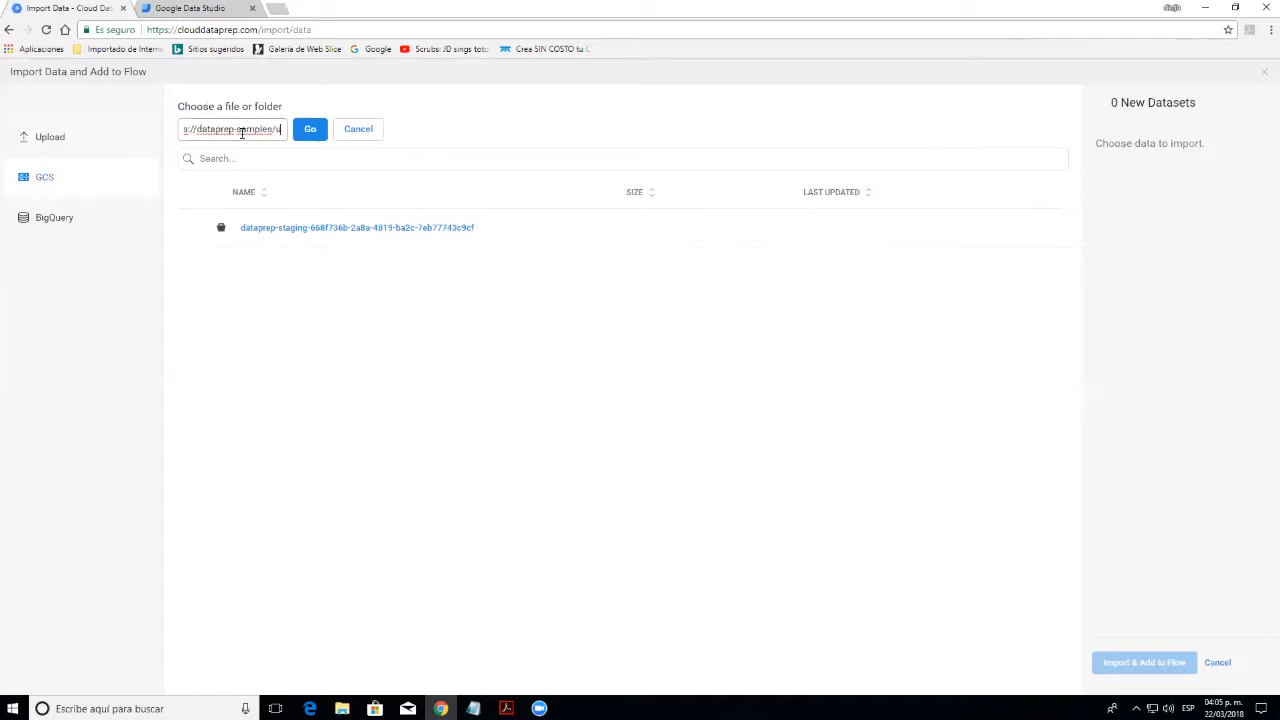 Import Data - Cloud Dat
Google Data Studio
Es seguro
https://clouddataprep.com/import/data
Aplicaciones
Importado de Intern
Sitios sugeridos
Galería de Web Slice
Google
Scrubs: JD sings toto
Crea SIN COSTO tu C
Import Data and Add to Flow
Choose a file or folder
s://dataprep-samples/u
Go
Cancel
Search...
Upload
GCS
BigQuery
NAME
SIZE
LAST UPDATED
dataprep-staging-668f736b-2a8a-4819-ba2c-7eb77743c9cf
0 New Datasets
Choose data to import.
Import & Add to Flow
Cancel
Escribe aquí para buscar
ESP
04:05 p. m.
22/03/2018